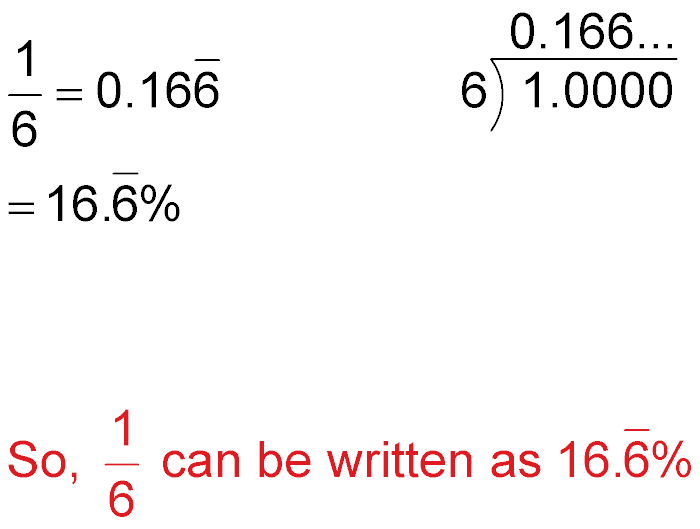 1/6 = 0.166̅
0.166...
6) 1.0000
= 16.6̅%
So, 1/6 can be written as 16.6̅%